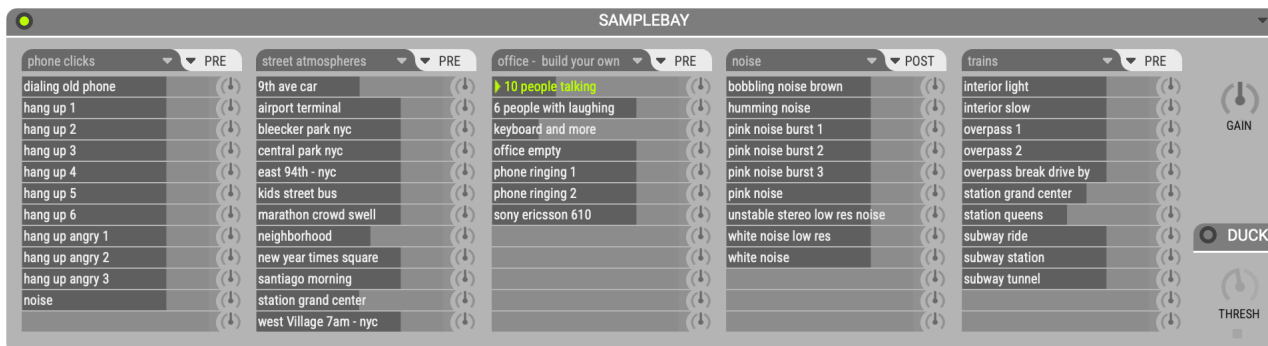 SAMPLEBAY
phone clicks PRE
dialing old phone
hang up 1
hang up 2
hang up 3
hang up 4
hang up 5
hang up 6
hang up angry 1
hang up angry 2
hang up angry 3
noise
street atmospheres PRE
9th ave car
airport terminal
bleecker park nyc
central park nyc
east 94th - nyc
kids street bus
marathon crowd swell
neighborhood
new year times square
santiago morning
station grand center
west Village 7am - nyc
office - build your own PRE
10 people talking
6 people with laughing
keyboard and more
office empty
phone ringing 1
phone ringing 2
sony ericsson 610
noise POST
bobbling noise brown
humming noise
pink noise burst 1
pink noise burst 2
pink noise burst 3
pink noise
unstable stereo low res noise
white noise low res
white noise
trains PRE
interior light
interior slow
overpass 1
overpass 2
overpass break drive by
station grand center
station queens
subway ride
subway station
subway tunnel
GAIN
DUCK
THRESH